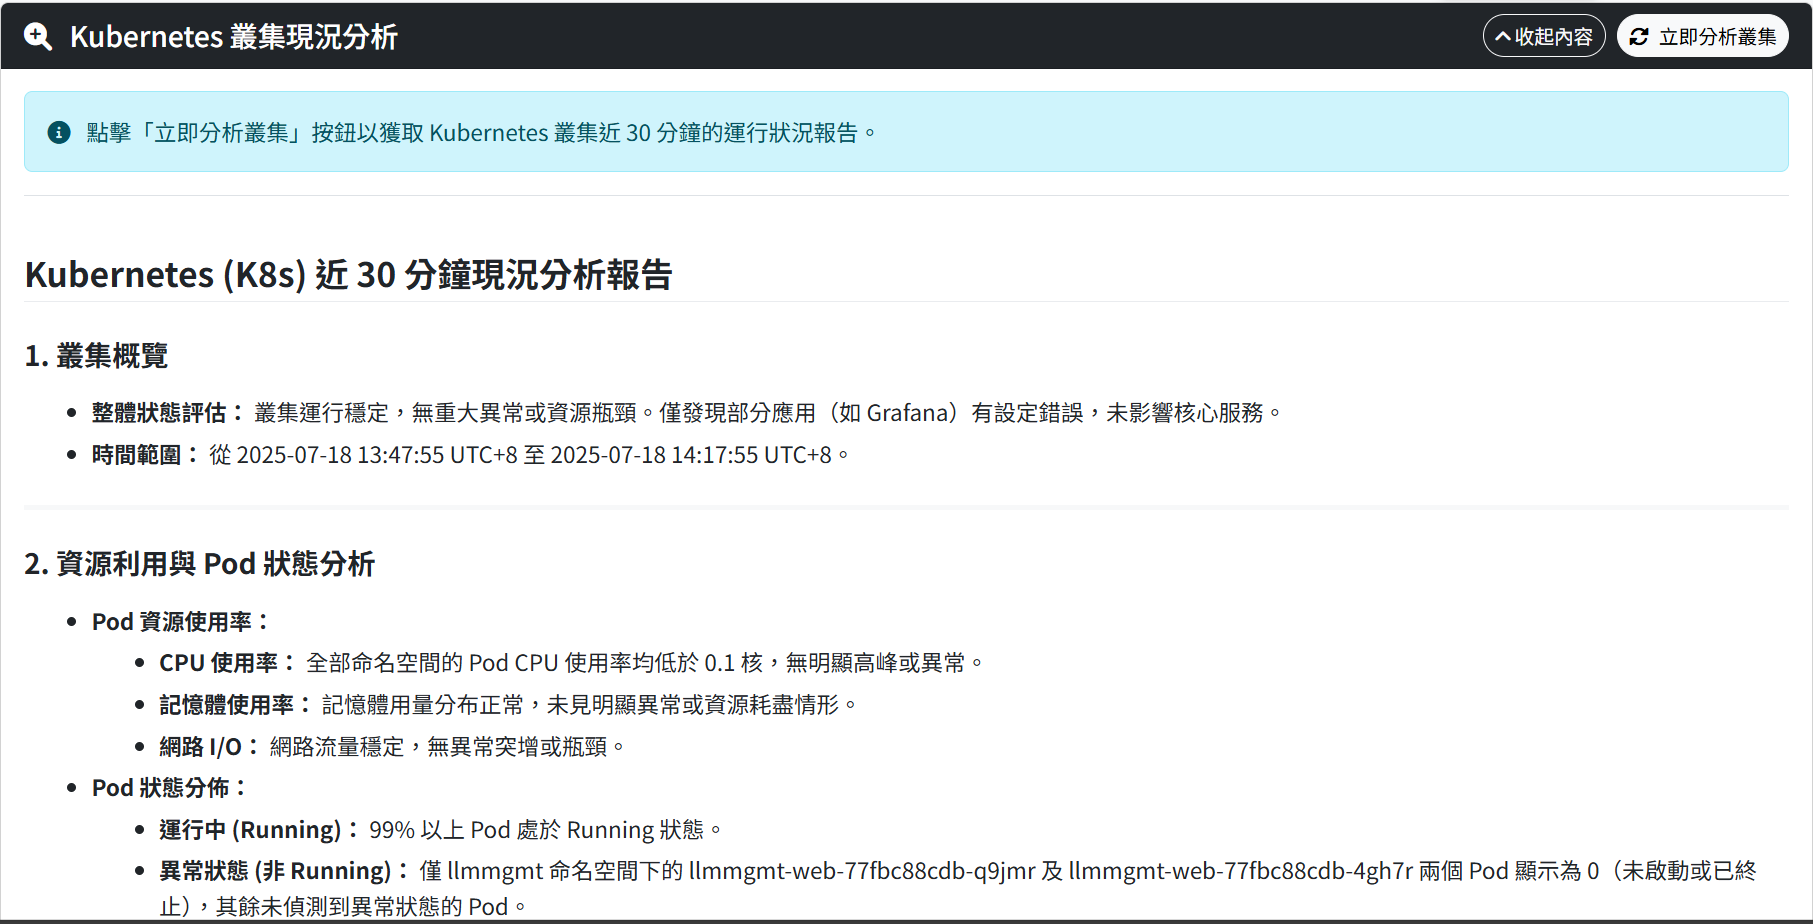 Kubernetes 叢集現況分析
收起內容
立即分析叢集
點擊「立即分析叢集」按鈕以獲取 Kubernetes 叢集近 30 分鐘的運行狀況報告。
Kubernetes (K8s) 近 30 分鐘現況分析報告
1. 叢集概覽
整體狀態評估： 叢集運行穩定，無重大異常或資源瓶頸。僅發現部分應用（如 Grafana）有設定錯誤，未影響核心服務。
時間範圍： 從 2025-07-18 13:47:55 UTC+8 至 2025-07-18 14:17:55 UTC+8。
2. 資源利用與 Pod 狀態分析
Pod 資源使用率：
CPU 使用率： 全部命名空間的 Pod CPU 使用率均低於 0.1 核，無明顯高峰或異常。
記憶體使用率： 記憶體用量分布正常，未見明顯異常或資源耗盡情形。
網路 I/O： 網路流量穩定，無異常突增或瓶頸。
Pod 狀態分佈：
運行中 (Running)： 99% 以上 Pod 處於 Running 狀態。
異常狀態 (非 Running)： 僅 llmmgmt 命名空間下的 llmmgmt-web-77fbc88cdb-q9jmr 及 llmmgmt-web-77fbc88cdb-4gh7r 兩個 Pod 顯示為 0（未啟動或已終
止），其餘未偵測到異常狀態的 Pod。